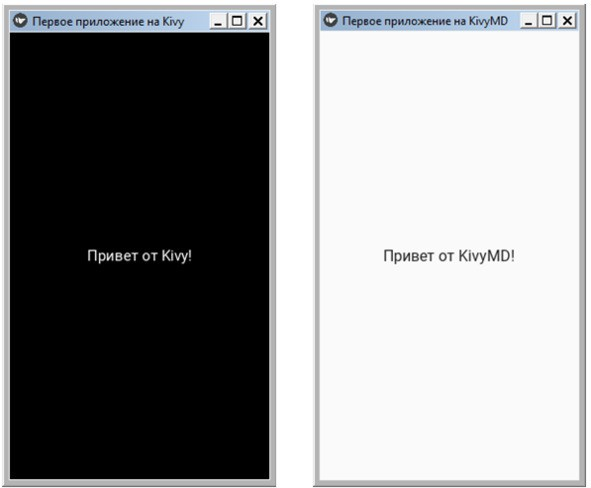 Первое приложение на Kivy
Привет от Kivy!
Первое приложение на KivyMD
Привет от KivyMD!